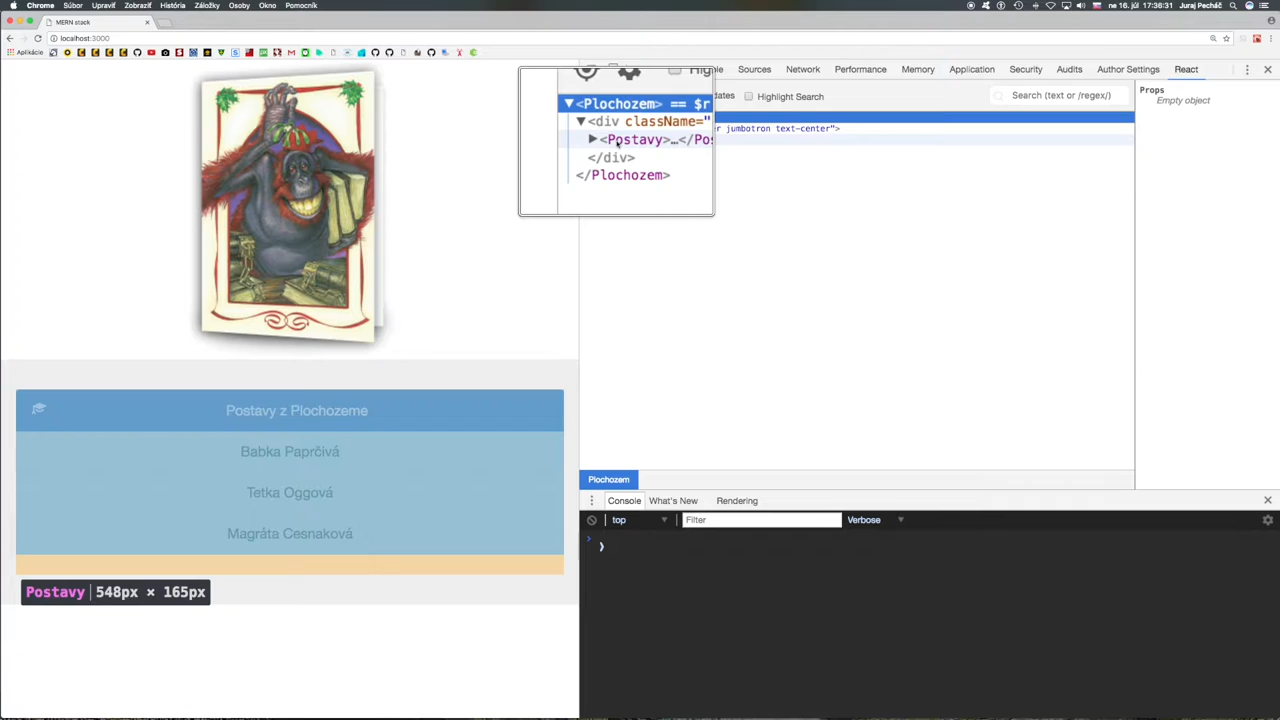 Chrome Súbor Upraviť Zobraziť História Záložky Osoby Okno Pomocník
ne 16. júl 17:36:31 Juraj Pecháč
MERN stack
localhost:3000
Aplikácie
Sources Network Performance Memory Application Security Audits Author Settings React
dates Highlight Search
Search (text or /regex/)
Props
Empty object
<Plochozem> == $r
<div className="
r jumbotron text-center">
<Postavy>…</Pos
</div>
</Plochozem>
Postavy z Plochozeme
Babka Paprčivá
Tetka Oggová
Magráta Cesnaková
Postavy 548px × 165px
Plochozem
Console What's New Rendering
top Filter Verbose